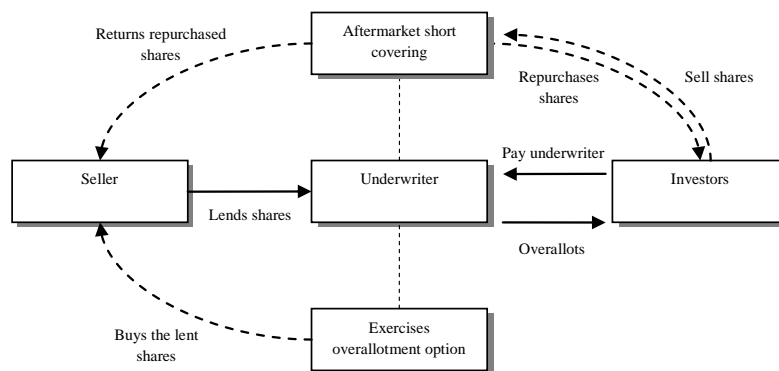 Returns repurchased
shares
Aftermarket short
covering
Repurchases
shares
Sell shares
Seller
Lends shares
Underwriter
Pay underwriter
Overallots
Investors
Buys the lent
shares
Exercises
overallotment option